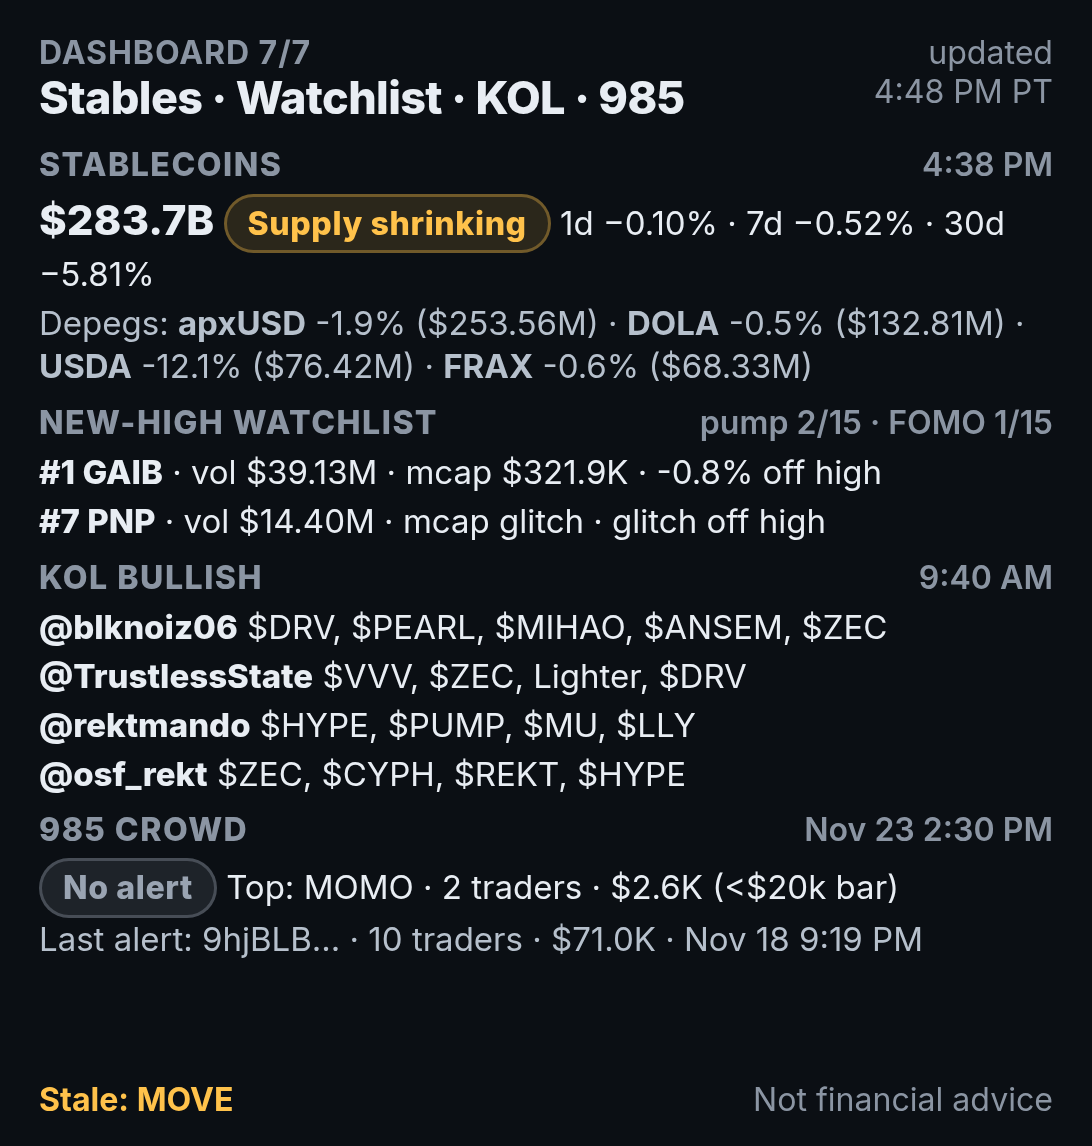 DASHBOARD 7/7
updated
Stables · Watchlist · KOL · 985
4:48 PM PT
STABLECOINS
4:38 PM
$283.7B Supply shrinking 1d −0.10% · 7d −0.52% · 30d
−5.81%
Depegs: apxUSD -1.9% ($253.56M) · DOLA -0.5% ($132.81M) ·
USDA -12.1% ($76.42M) · FRAX -0.6% ($68.33M)
NEW-HIGH WATCHLIST
pump 2/15 · FOMO 1/15
#1 GAIB · vol $39.13M · mcap $321.9K · -0.8% off high
#7 PNP · vol $14.40M · mcap glitch · glitch off high
KOL BULLISH
9:40 AM
@blknoiz06 $DRV, $PEARL, $MIHAO, $ANSEM, $ZEC
@TrustlessState $VVV, $ZEC, Lighter, $DRV
@rektmando $HYPE, $PUMP, $MU, $LLY
@osf_rekt $ZEC, $CYPH, $REKT, $HYPE
985 CROWD
Nov 23 2:30 PM
No alert Top: MOMO · 2 traders · $2.6K (<$20k bar)
Last alert: 9hjBLB… · 10 traders · $71.0K · Nov 18 9:19 PM
Stale: MOVE
Not financial advice